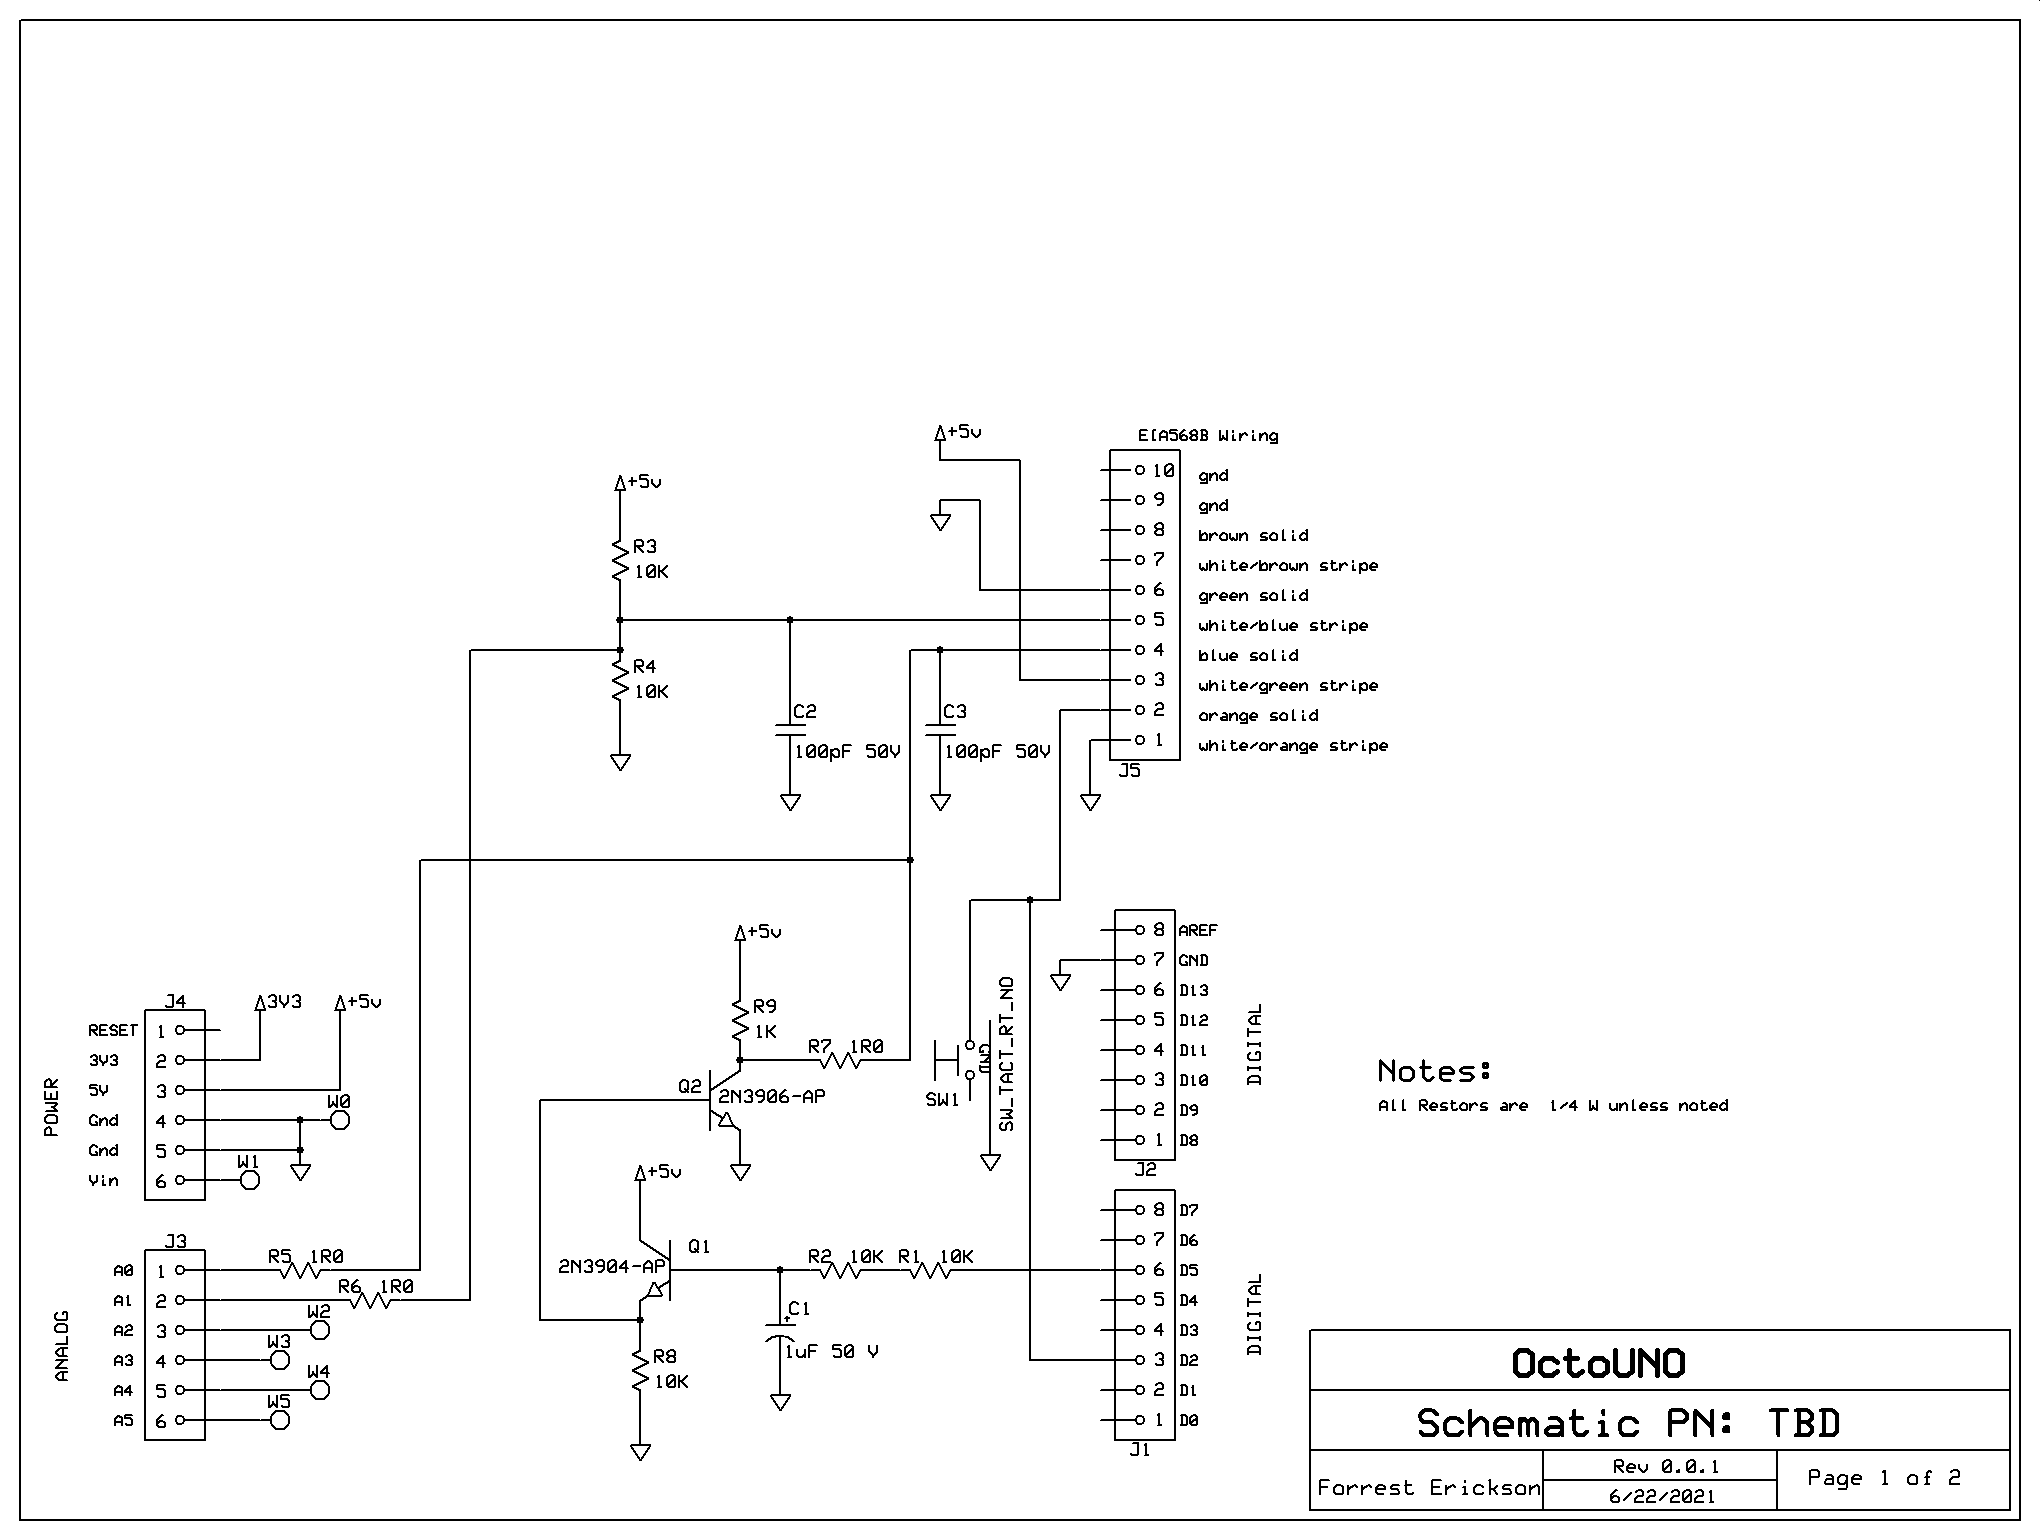 +5v
EIA568B Wiring
10 gnd
9 gnd
8 brown solid
7 white/brown stripe
6 green solid
5 white/blue stripe
4 blue solid
3 white/green stripe
2 orange solid
1 white/orange stripe
J5
+5v
R3
10K
R4
10K
C2
100pF 50V
C3
100pF 50V
+5v
R9
1K
R7 1R0
Q2
2N3906-AP
SW1
GND
SW_TACT_RT_NO
8 AREF
7 GND
6 D13
5 D12
4 D11
3 D10
2 D9
1 D8
J2
DIGITAL
Notes:
All Restors are 1/4 W unless noted
J4
3V3
+5v
RESET 1
3V3 2
5V 3
Gnd 4
Gnd 5
Vin 6
W0
W1
POWER
+5v
Q1
2N3904-AP
R2 10K
R1 10K
C1
+
1uF 50 V
R8
10K
8 D7
7 D6
6 D5
5 D4
4 D3
3 D2
2 D1
1 D0
J1
DIGITAL
J3
A0 1
A1 2
A2 3
A3 4
A4 5
A5 6
R5 1R0
R6 1R0
W2
W3
W4
W5
ANALOG
OctoUNO
Schematic PN: TBD
Forrest Erickson
Rev 0.0.1
6/22/2021
Page 1 of 2